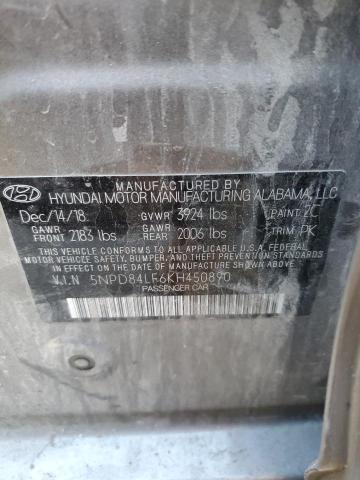 MANUFACTURED BY
HYUNDAI MOTOR MANUFACTURING ALABAMA, LLC
Dec/14/18 GVWR 3924 lbs PAINT ZC
GAWR FRONT 2183 lbs GAWR REAR 2006 lbs TRIM PK
THIS VEHICLE CONFORMS TO ALL APPLICABLE U.S.A. FEDERAL
MOTOR VEHICLE SAFETY, BUMPER, AND THEFT PREVENTION STANDARDS
IN EFFECT ON THE DATE OF MANUFACTURE SHOWN ABOVE.
V.I.N 5NPD84LF6KH450890
PASSENGER CAR